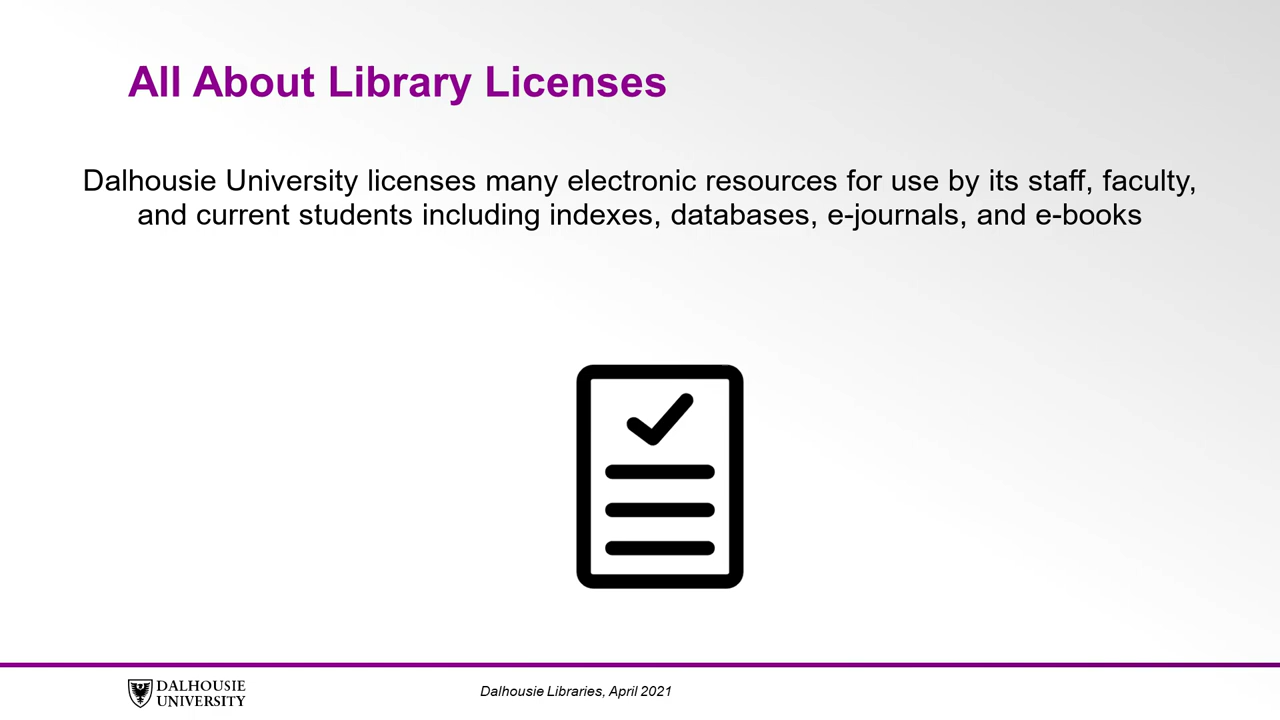 All About Library Licenses
Dalhousie University licenses many electronic resources for use by its staff, faculty,
and current students including indexes, databases, e-journals, and e-books
DALHOUSIE
UNIVERSITY
Dalhousie Libraries, April 2021